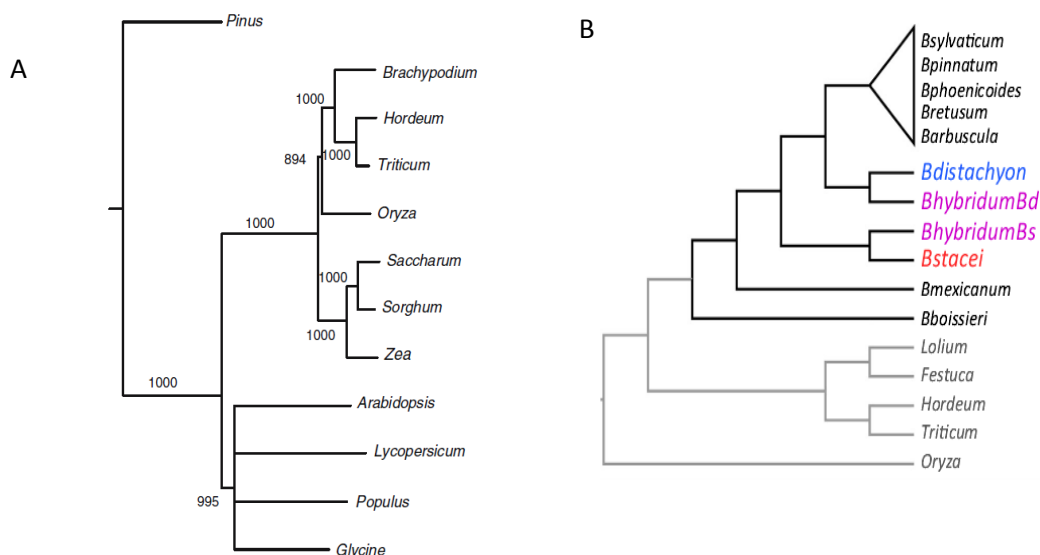 A
Pinus
Brachypodium
1000
Hordeum
894
1000
Triticum
Oryza
1000
Saccharum
1000
Sorghum
1000
Zea
1000
Arabidopsis
Lycopersicum
995
Populus
Glycine
B
Bsylvaticum
Bpinnatum
Bphoenicoides
Bretusum
Barbuscula
Bdistachyon
BhybridumBd
BhybridumBs
Bstacei
Bmexicanum
Bboissieri
Lolium
Festuca
Hordeum
Triticum
Oryza